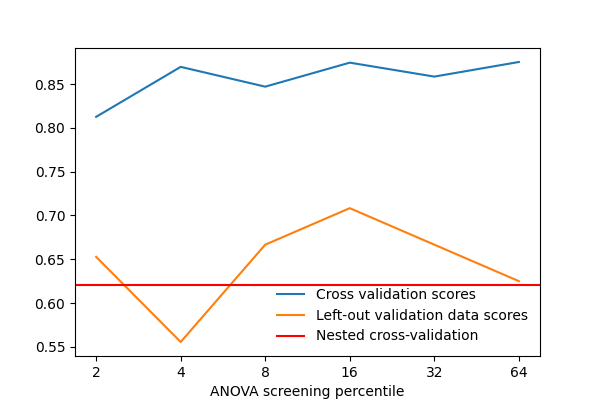 0.85
0.80
0.75
0.70
0.65
0.60
0.55
Cross validation scores
Left-out validation data scores
Nested cross-validation
2 4 8 16 32 64
ANOVA screening percentile